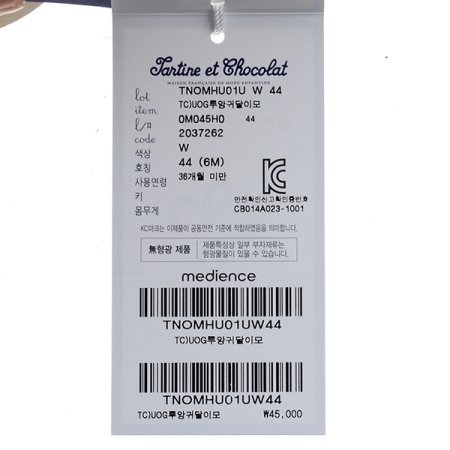 Tartine et Chocolat
MAISON FRANÇAISE DE MODE ENFANTINE
lot TNOMHU01U W 44
item TC)UOG투앙귀달이모
l/# 0M045H0 44
code 2037262
색상 W
호칭 44 (6M)
사용연령 36개월 미만
키
몸무게
안전확인신고확인증번호
CB014A023-1001
KC마크는 이제품이 공통안전 기준에 적합하였음을 의미합니다.
無형광 제품 제품특성상 일부 부자재류는
형광물질이 있을 수 있습니다.
medience
TNOMHU01UW44
TC)UOG투앙귀달이모
TNOMHU01UW44
TC)UOG투앙귀달이모 ₩45,000